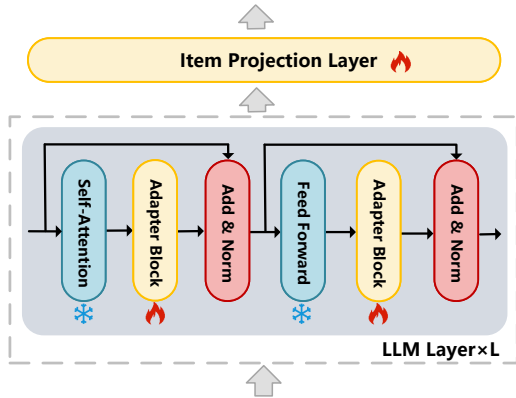 Item Projection Layer
Self-Attention
Adapter Block
Add & Norm
Feed Forward
Adapter Block
Add & Norm
LLM Layer×L